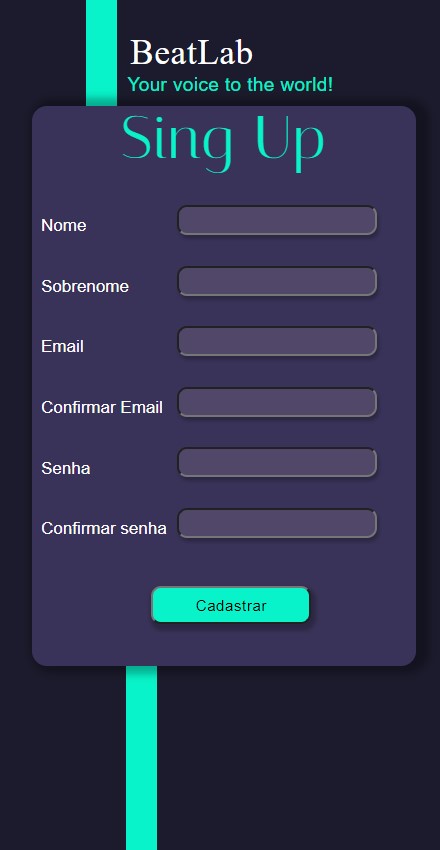 BeatLab
Your voice to the world!
Sing Up
Nome
Sobrenome
Email
Confirmar Email
Senha
Confirmar senha
Cadastrar